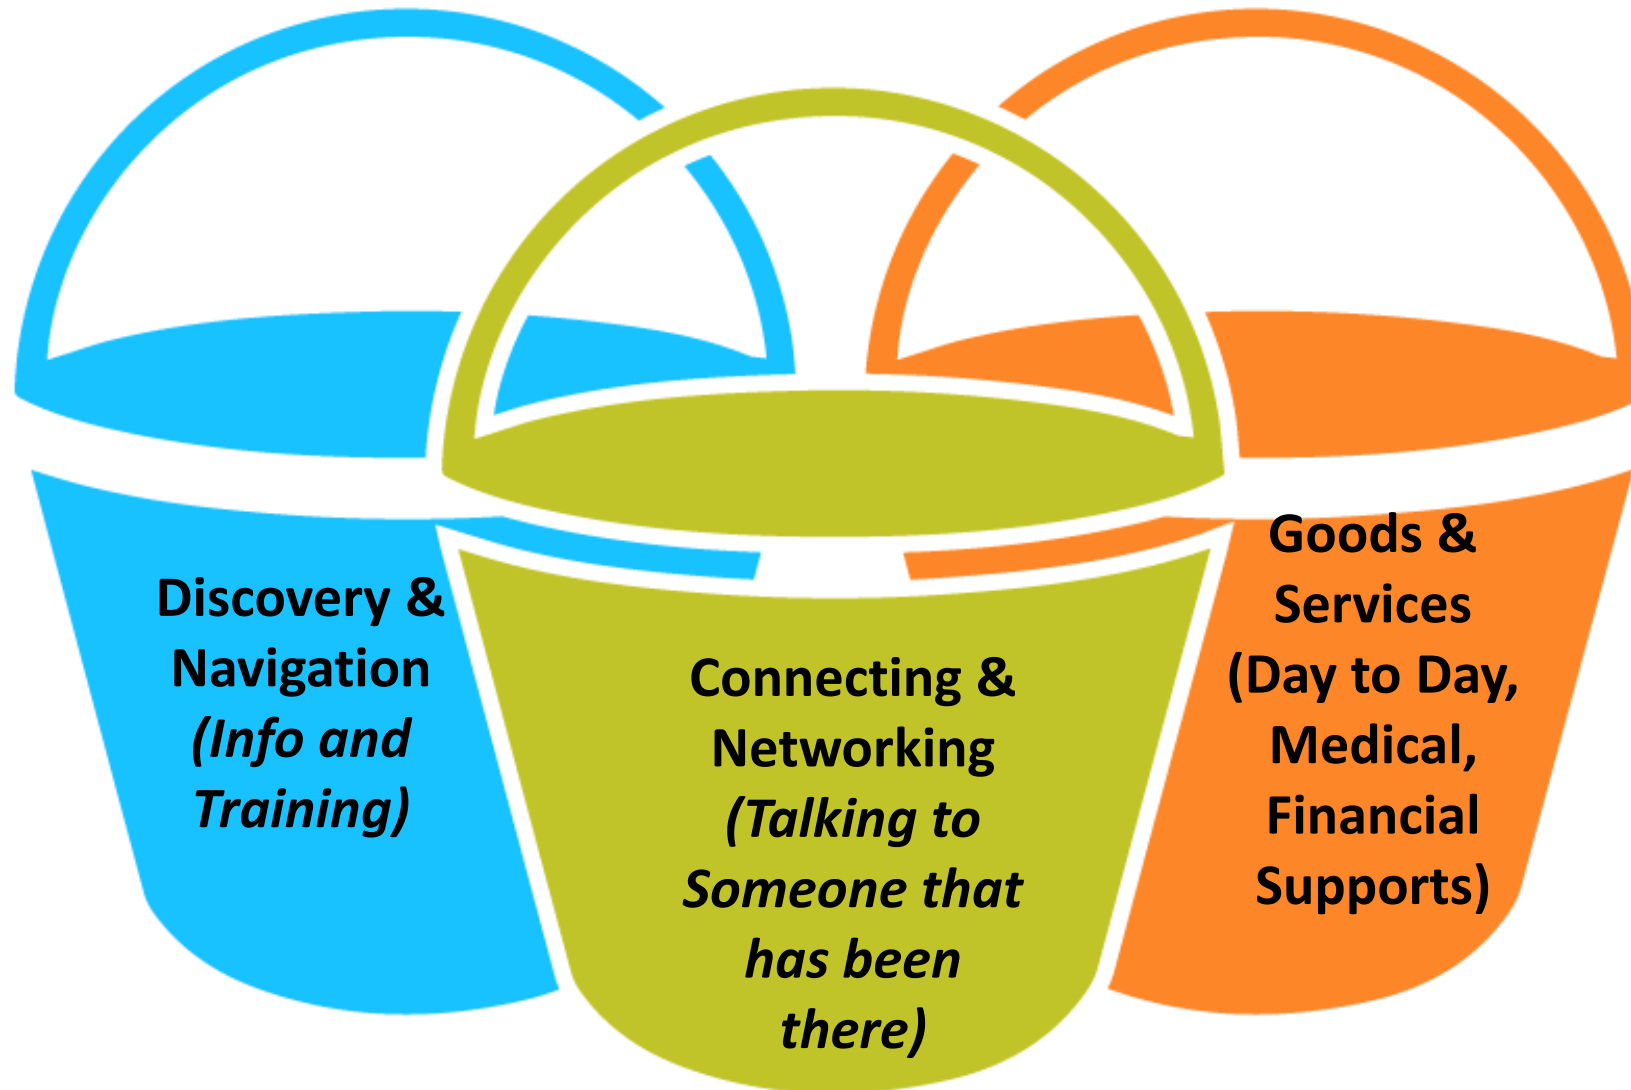 Discovery &
Navigation
(Info and
Training)
Connecting &
Networking
(Talking to
Someone that
has been
there)
Goods &
Services
(Day to Day,
Medical,
Financial
Supports)